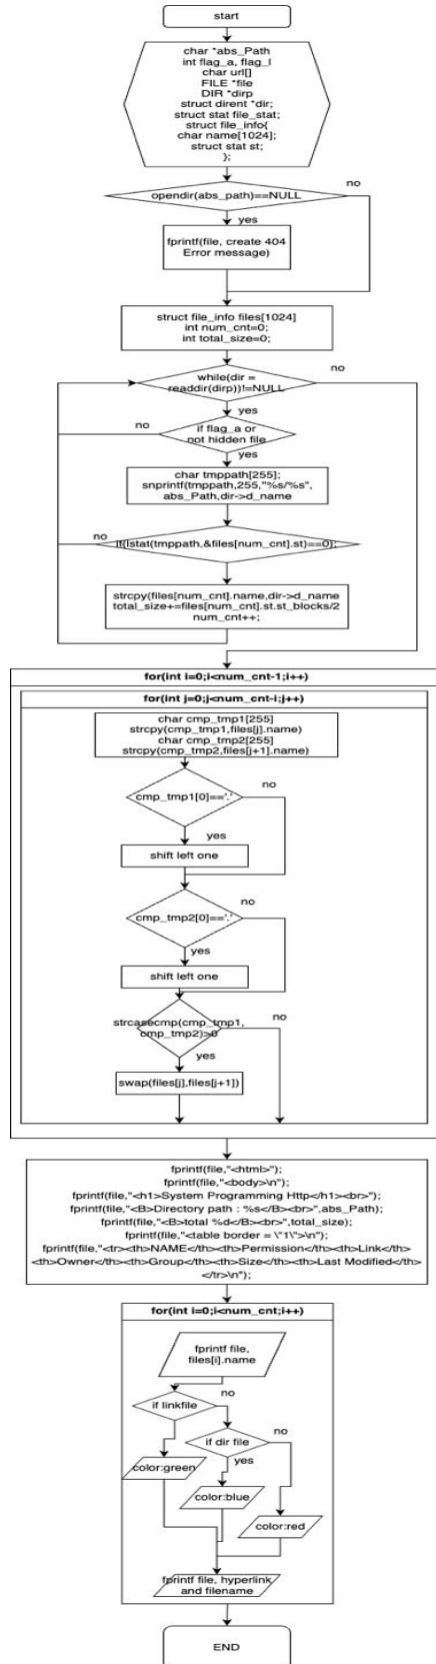 start
char *abs_Path
int flag_a, flag_l
char url[]
FILE *file
DIR *dirp
struct dirent *dir;
struct stat file_stat;
struct file_info{
char name[1024];
struct stat st;
};
no
opendir(abs_path)==NULL
yes
fprintf(file, create 404
Error message)
struct file_info files[1024]
int num_cnt=0;
int total_size=0;
while(dir =
readdir(dirp))!=NULL
no
yes
no
if flag_a or
not hidden file
yes
char tmppath[255];
snprintf(tmppath,255,"%s/%s",
abs_Path,dir->d_name
no
if(lstat(tmppath,&files[num_cnt].st)==0);
strcpy(files[num_cnt].name,dir->d_name
total_size+=files[num_cnt].st.st_blocks/2
num_cnt++;
for(int i=0;i<num_cnt-1;i++)
for(int j=0;j<num_cnt-i;j++)
char cmp_tmp1[255]
strcpy(cmp_tmp1,files[j].name)
char cmp_tmp2[255]
strcpy(cmp_tmp2,files[j+1].name)
no
cmp_tmp1[0]=='.'
yes
shift left one
no
cmp_tmp2[0]=='.'
yes
shift left one
no
strcasecmp(cmp_tmp1,
cmp_tmp2)>0
yes
swap(files[j],files[j+1])
fprintf(file,"<html>");
fprintf(file,"<body>\n");
fprintf(file,"<h1>System Programming Http</h1><br>");
fprintf(file,"<B>Directory path : %s</B><br>",abs_Path);
fprintf(file,"<B>total %d</B><br>",total_size);
fprintf(file,"<table border = \"1\">\n");
fprintf(file,"<tr><th>NAME</th><th>Permission</th><th>Link</th>
<th>Owner</th><th>Group</th><th>Size</th><th>Last Modified</th>
</tr>\n");
for(int i=0;i<num_cnt;i++)
fprintf file,
files[i].name
no
if linkfile
no
if dir file
yes
color:green
color:blue
color:red
fprintf file, hyperlink
and filename
END